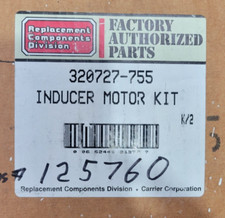 Replacement
Components
Division
FACTORY
AUTHORIZED
PARTS
320727-755
INDUCER MOTOR KIT
K/2
125760
Replacement Components Division • Carrier Corporation